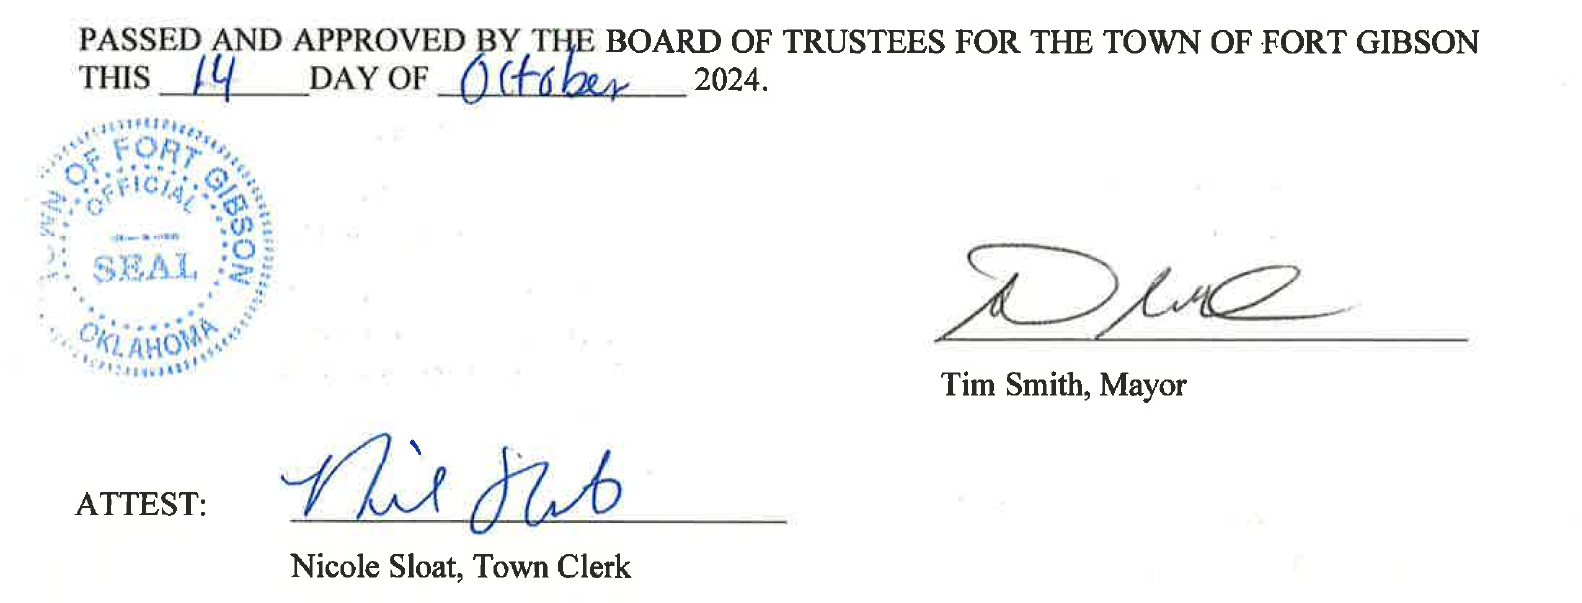 PASSED AND APPROVED BY THE BOARD OF TRUSTEES FOR THE TOWN OF FORT GIBSON
THIS 14 DAY OF October 2024.
TOWN OF FORT GIBSON
OFFICIAL
SEAL
OKLAHOMA
Tim Smith, Mayor
ATTEST:
Nicole Sloat, Town Clerk